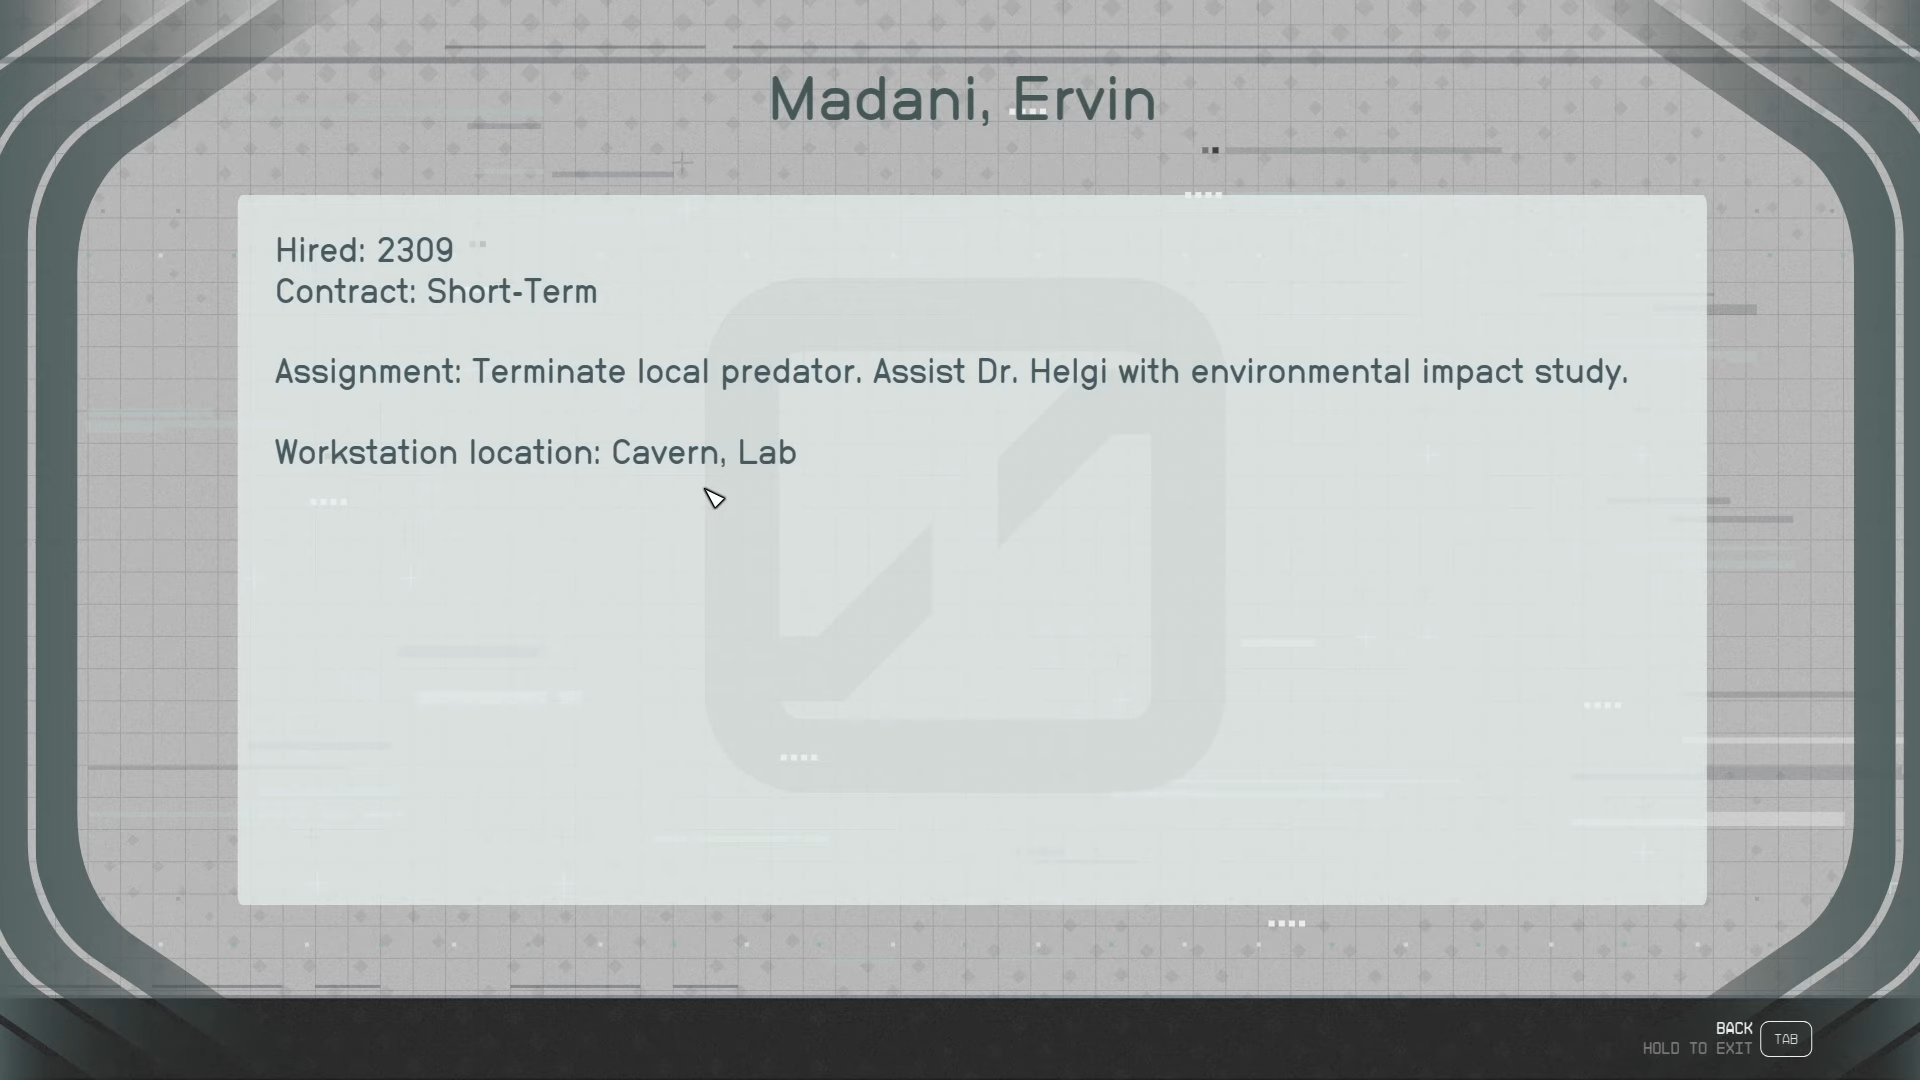 Madani, Ervin
Hired: 2309
Contract: Short-Term
Assignment: Terminate local predator. Assist Dr. Helgi with environmental impact study.
Workstation location: Cavern, Lab
BACK
HOLD TO EXIT
TAB